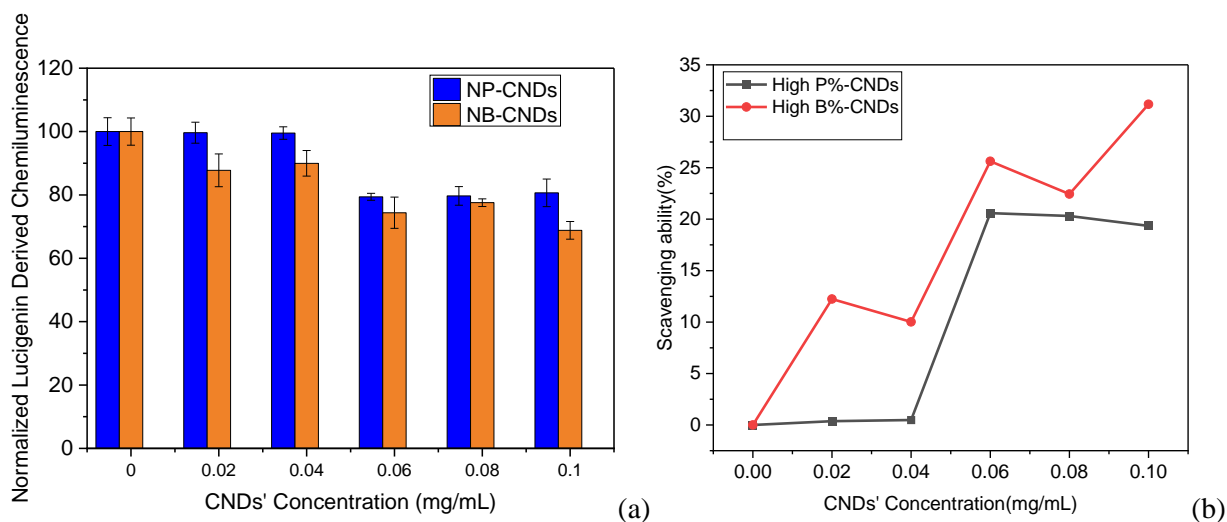 Normalized Lucigenin Derived Chemiluminescence
120
100
80
60
40
20
0
NP-CNDs
NB-CNDs
0 0.02 0.04 0.06 0.08 0.1
CNDs' Concentration (mg/mL)
(a)
Scavenging ability(%)
35
30
25
20
15
10
5
0
High P%-CNDs
High B%-CNDs
0.00 0.02 0.04 0.06 0.08 0.10
CNDs' Concentration(mg/mL)
(b)